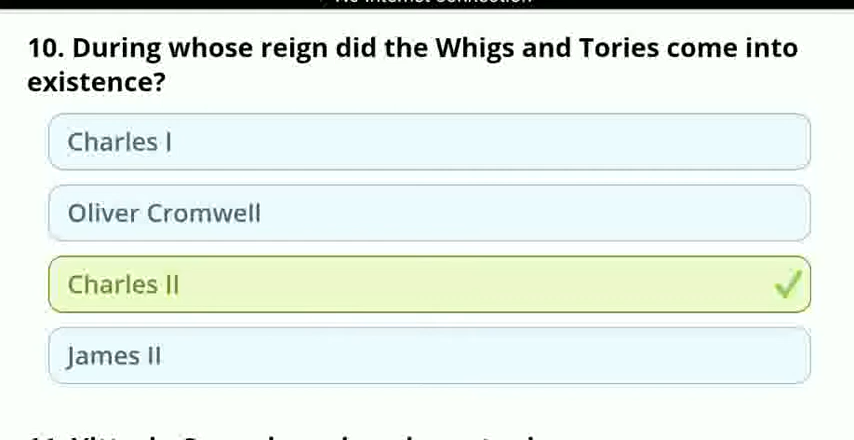 10. During whose reign did the Whigs and Tories come into
existence?
Charles I
Oliver Cromwell
Charles II
James II